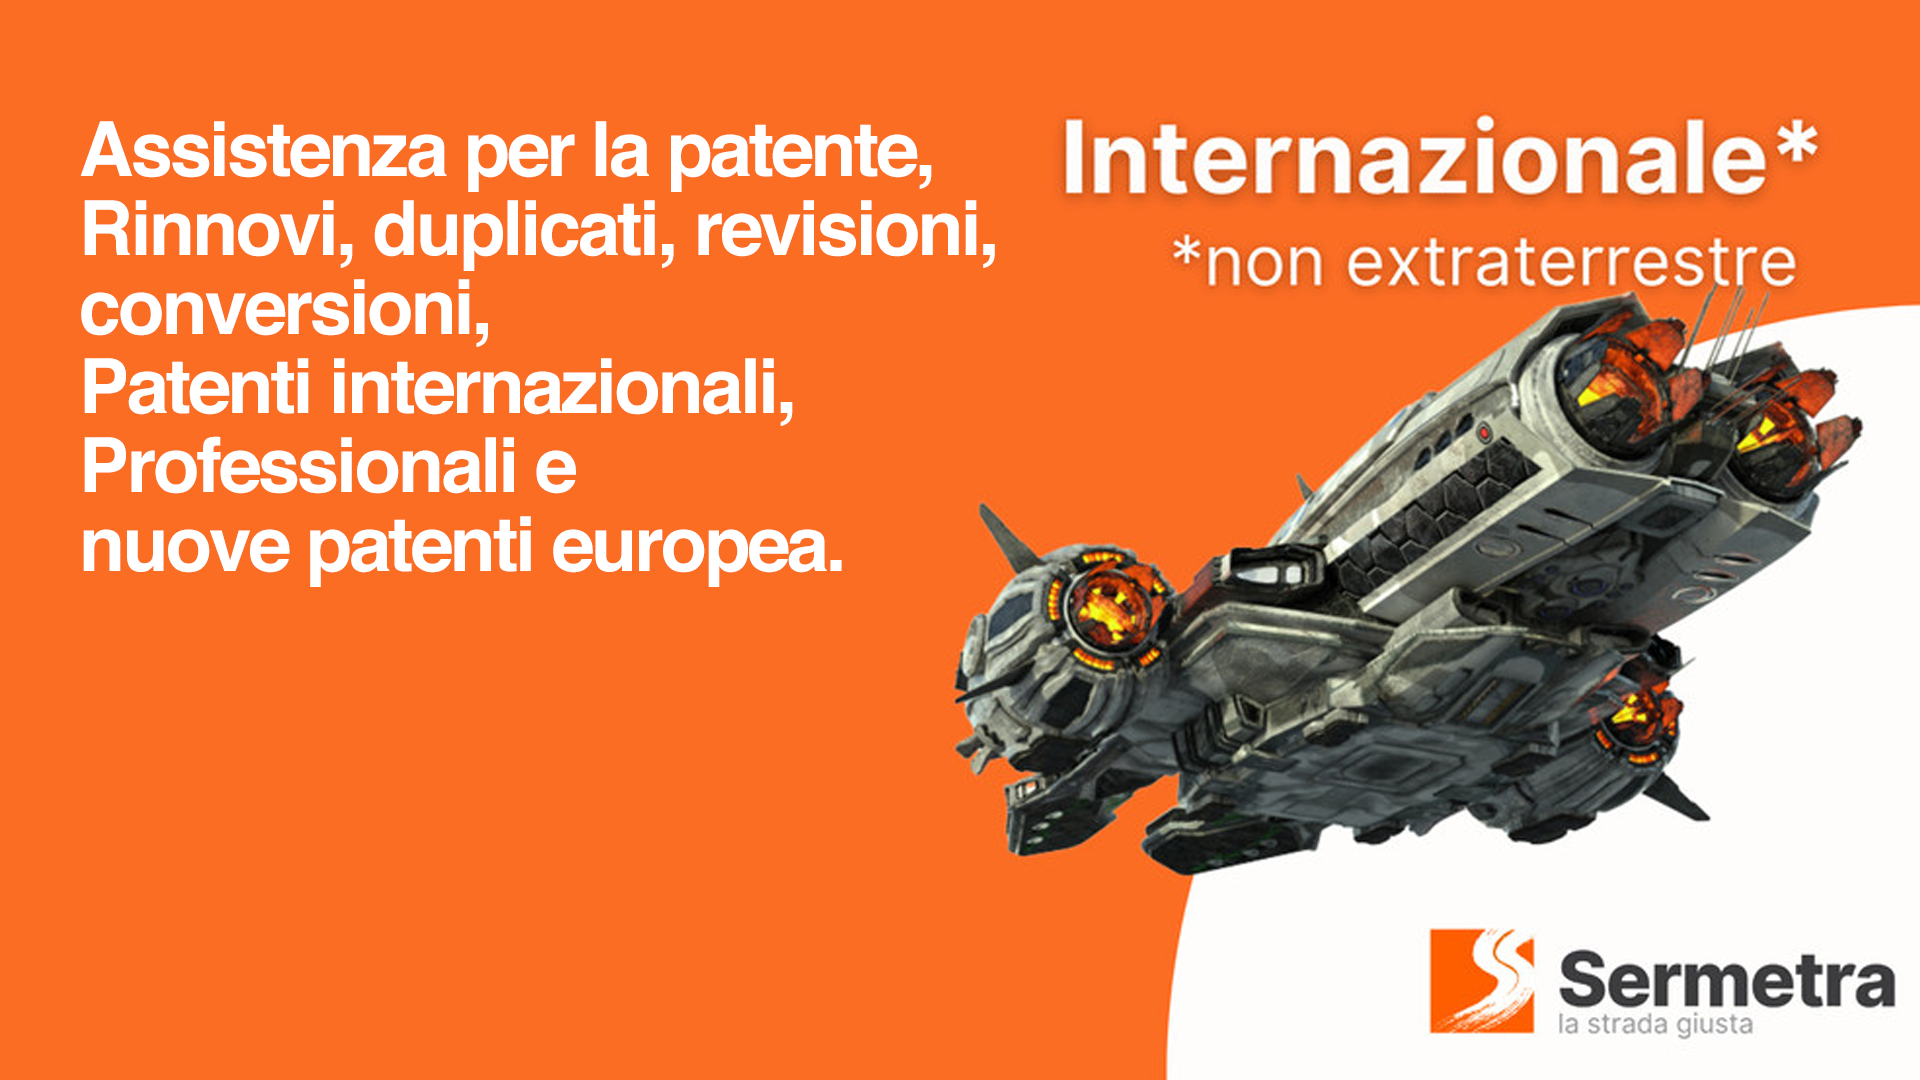 Assistenza per la patente,
Rinnovi, duplicati, revisioni,
conversioni,
Patenti internazionali,
Professionali e
nuove patenti europea.
Internazionale*
*non extraterrestre
Sermetra
la strada giusta